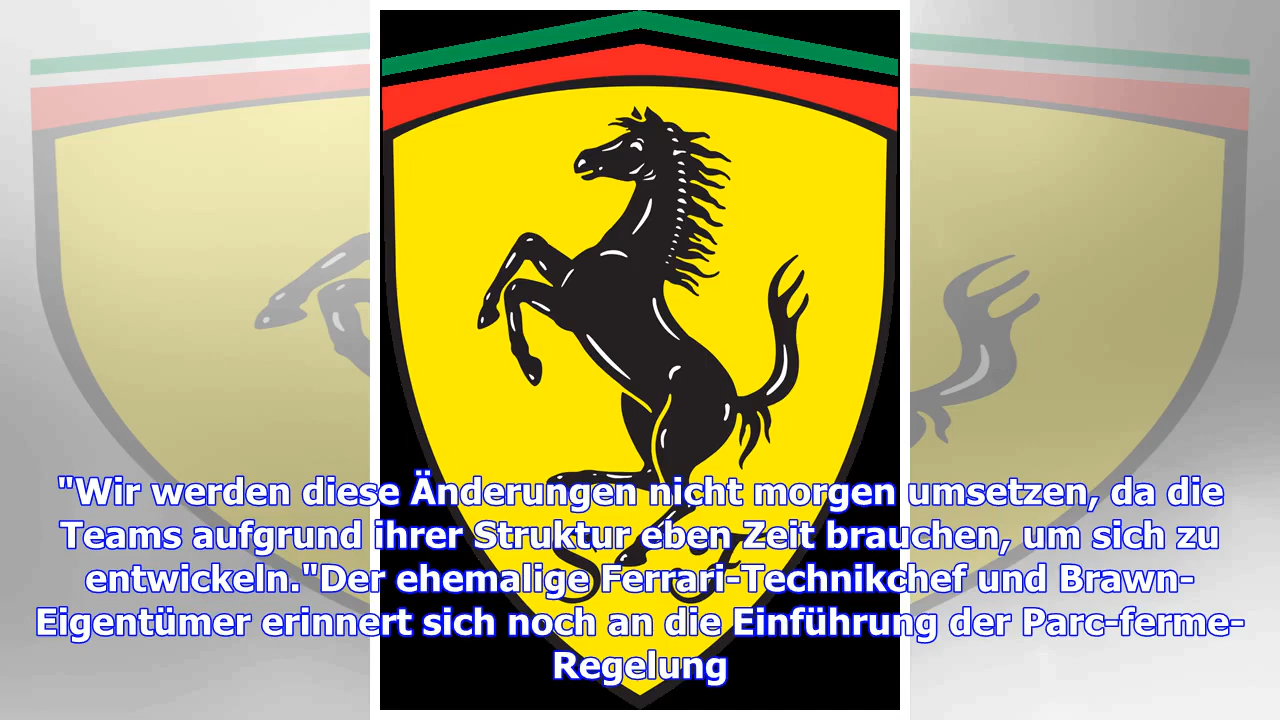 "Wir werden diese Änderungen nicht morgen umsetzen, da die
Teams aufgrund ihrer Struktur eben Zeit brauchen, um sich zu
entwickeln."Der ehemalige Ferrari-Technikchef und Brawn-
Eigentümer erinnert sich noch an die Einführung der Parc-ferme-
Regelung